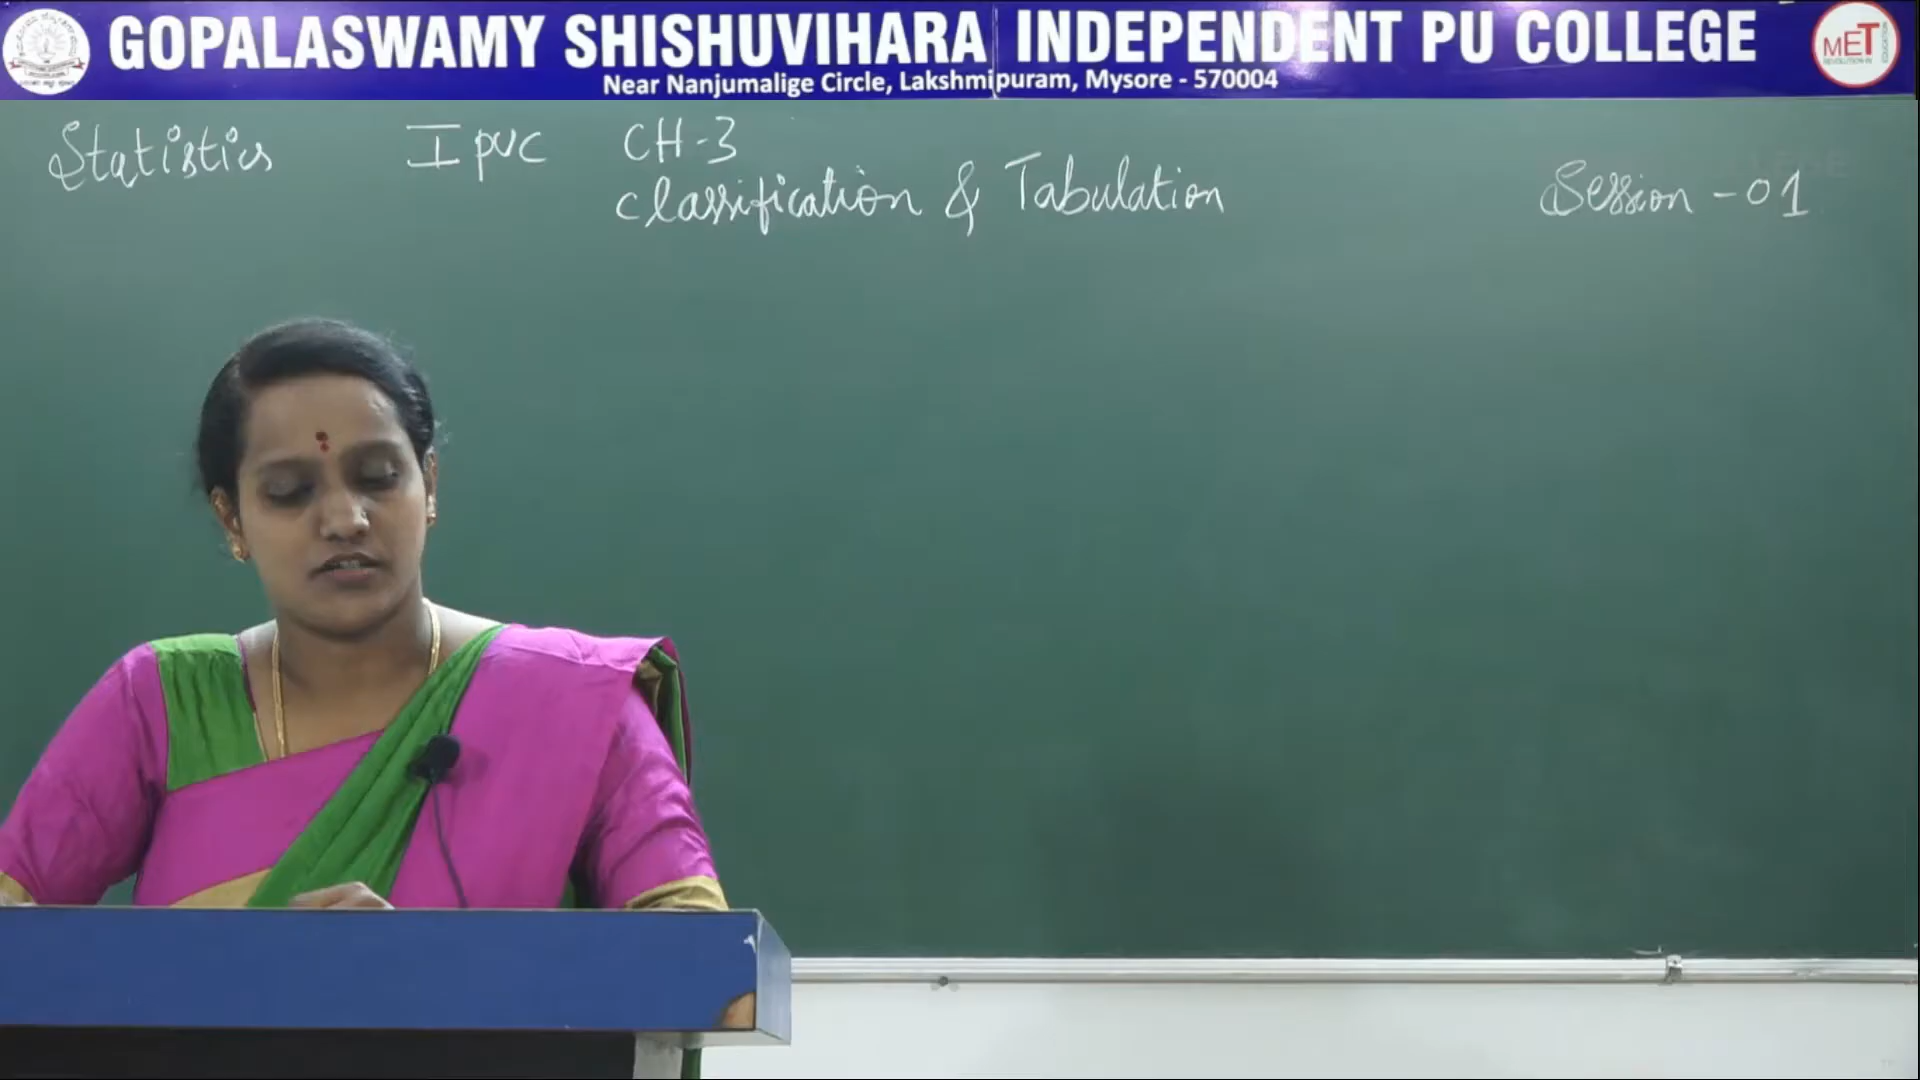 GOPALASWAMY SHISHUVIHARA INDEPENDENT PU COLLEGE
Near Nanjumalige Circle, Lakshmipuram, Mysore - 570004
MET
Statistics I PUC CH-3
Classification & Tabulation
Session - 01